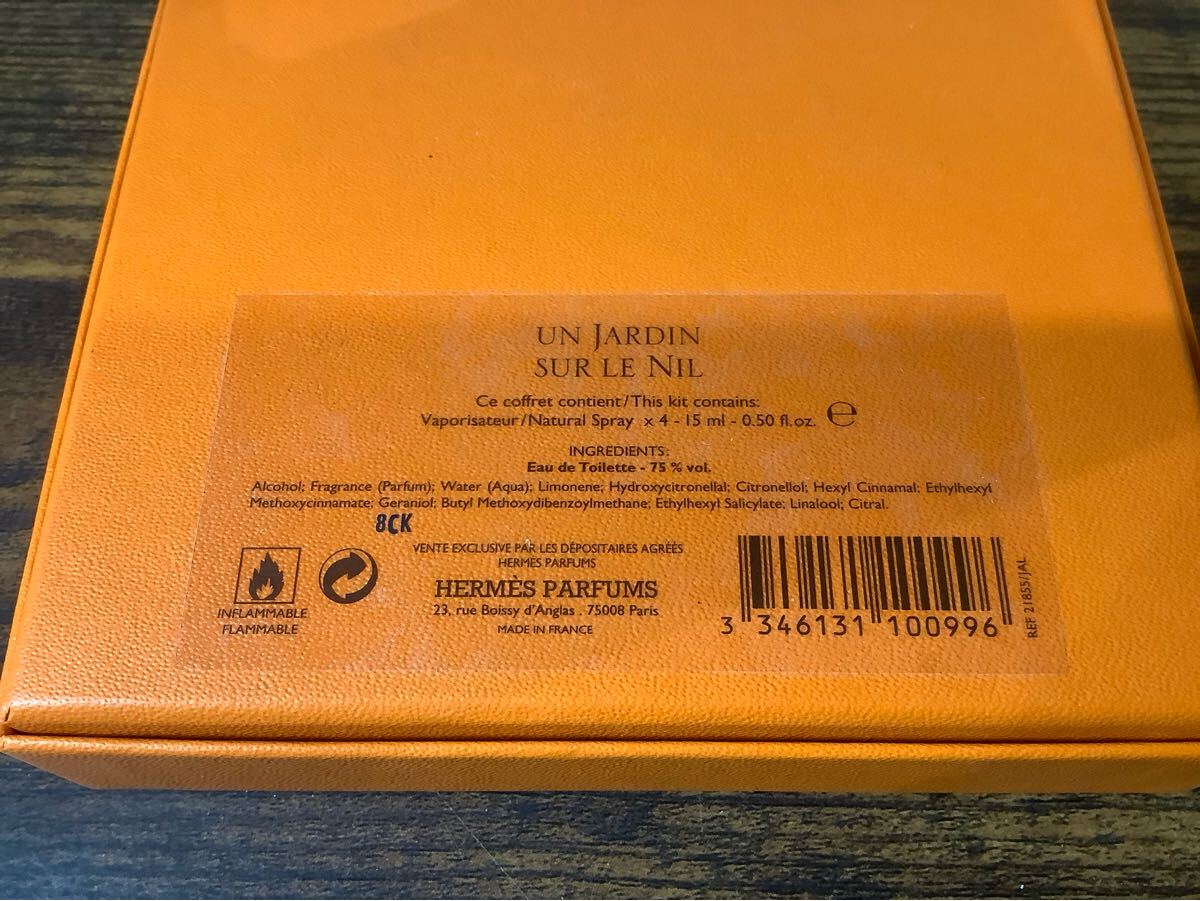 UN JARDIN
SUR LE NIL
Ce coffret contient/This kit contains:
Vaporisateur/Natural Spray x 4 - 15 ml - 0.50 fl.oz. ℮
INGREDIENTS:
Eau de Toilette - 75 % vol.
Alcohol; Fragrance (Parfum); Water (Aqua); Limonene; Hydroxycitronellal; Citronellol; Hexyl Cinnamal; Ethylhexyl
Methoxycinnamate; Geraniol; Butyl Methoxydibenzoylmethane; Ethylhexyl Salicylate; Linalool; Citral.
8CK
VENTE EXCLUSIVE PAR LES DÉPOSITAIRES AGRÉÉS
HERMÈS PARFUMS
HERMÈS PARFUMS
23, rue Boissy d'Anglas . 75008 Paris
MADE IN FRANCE
INFLAMMABLE
FLAMMABLE
3 346131 100996
REF 21855/JAL